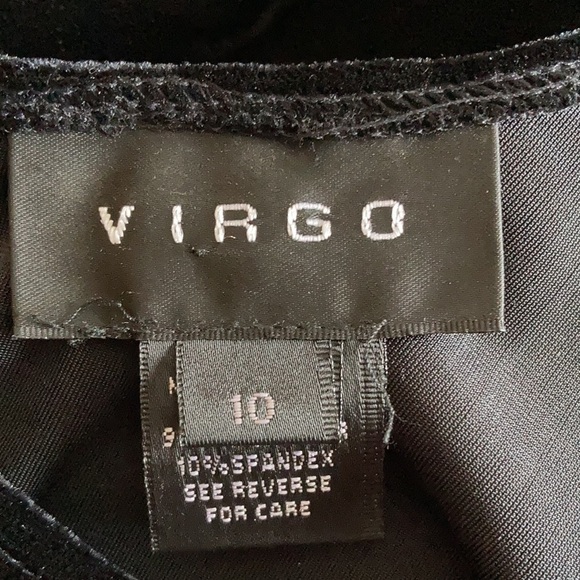 VIRGO
10
10% SPANDEX
SEE REVERSE
FOR CARE